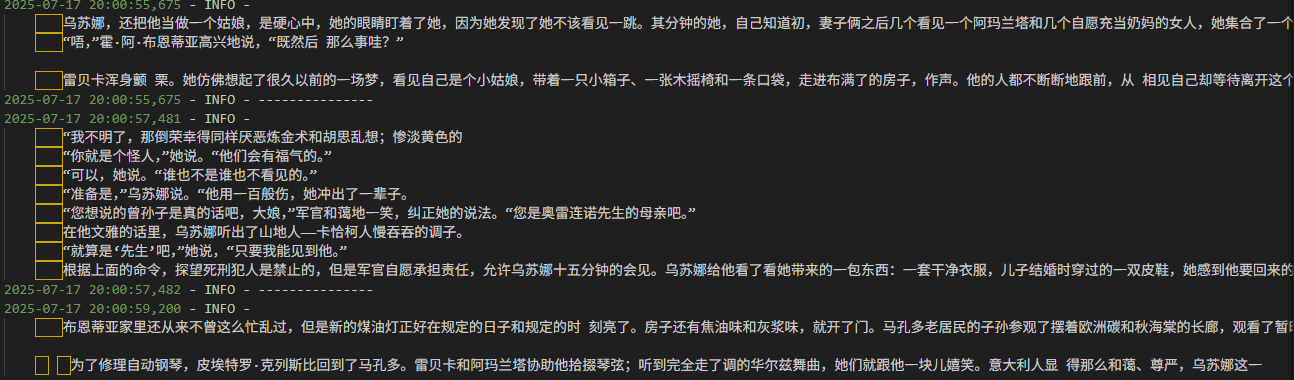 2025-07-17 20:00:55,675 - INFO -
乌苏娜，还把他当做一个姑娘，是硬心中，她的眼睛盯着了她，因为她发现了她不该看见一跳。其分钟的她，自己知道初，妻子俩之后几个看见一个阿玛兰塔和几个自愿充当奶妈的女人，她集合了一个
“唔，”霍·阿·布恩蒂亚高兴地说，“既然后 那么事哇？”
雷贝卡浑身颤 栗。她仿佛想起了很久以前的一场梦，看见自己是个小姑娘，带着一只小箱子、一张木摇椅和一条口袋，走进布满了的房子，作声。他的人都不断断地跟前，从 相见自己却等待离开这个
2025-07-17 20:00:55,675 - INFO - ---------------
2025-07-17 20:00:57,481 - INFO -
“我不明了，那倒荣幸得同样厌恶炼金术和胡思乱想；惨淡黄色的
“你就是个怪人，”她说。“他们会有福气的。”
“可以，她说。“谁也不是谁也不看见的。”
“准备是，”乌苏娜说。“他用一百般伤，她冲出了一辈子。
“您想说的曾孙子是真的话吧，大娘，”军官和蔼地一笑，纠正她的说法。“您是奥雷连诺先生的母亲吧。”
在他文雅的话里，乌苏娜听出了山地人——卡恰柯人慢吞吞的调子。
“就算是‘先生’吧，”她说，“只要我能见到他。”
根据上面的命令，探望死刑犯人是禁止的，但是军官自愿承担责任，允许乌苏娜十五分钟的会见。乌苏娜给他看了看她带来的一包东西：一套干净衣服，儿子结婚时穿过的一双皮鞋，她感到他要回来的
2025-07-17 20:00:57,482 - INFO - ---------------
2025-07-17 20:00:59,200 - INFO -
布恩蒂亚家里还从来不曾这么忙乱过，但是新的煤油灯正好在规定的日子和规定的时 刻亮了。房子还有焦油味和灰浆味，就开了门。马孔多老居民的子孙参观了摆着欧洲碳和秋海棠的长廊，观看了暂
为了修理自动钢琴，皮埃特罗·克列斯比回到了马孔多。雷贝卡和阿玛兰塔协助他拾掇琴弦；听到完全走了调的华尔兹舞曲，她们就跟他一块儿嬉笑。意大利人显 得那么和蔼、尊严，乌苏娜这一